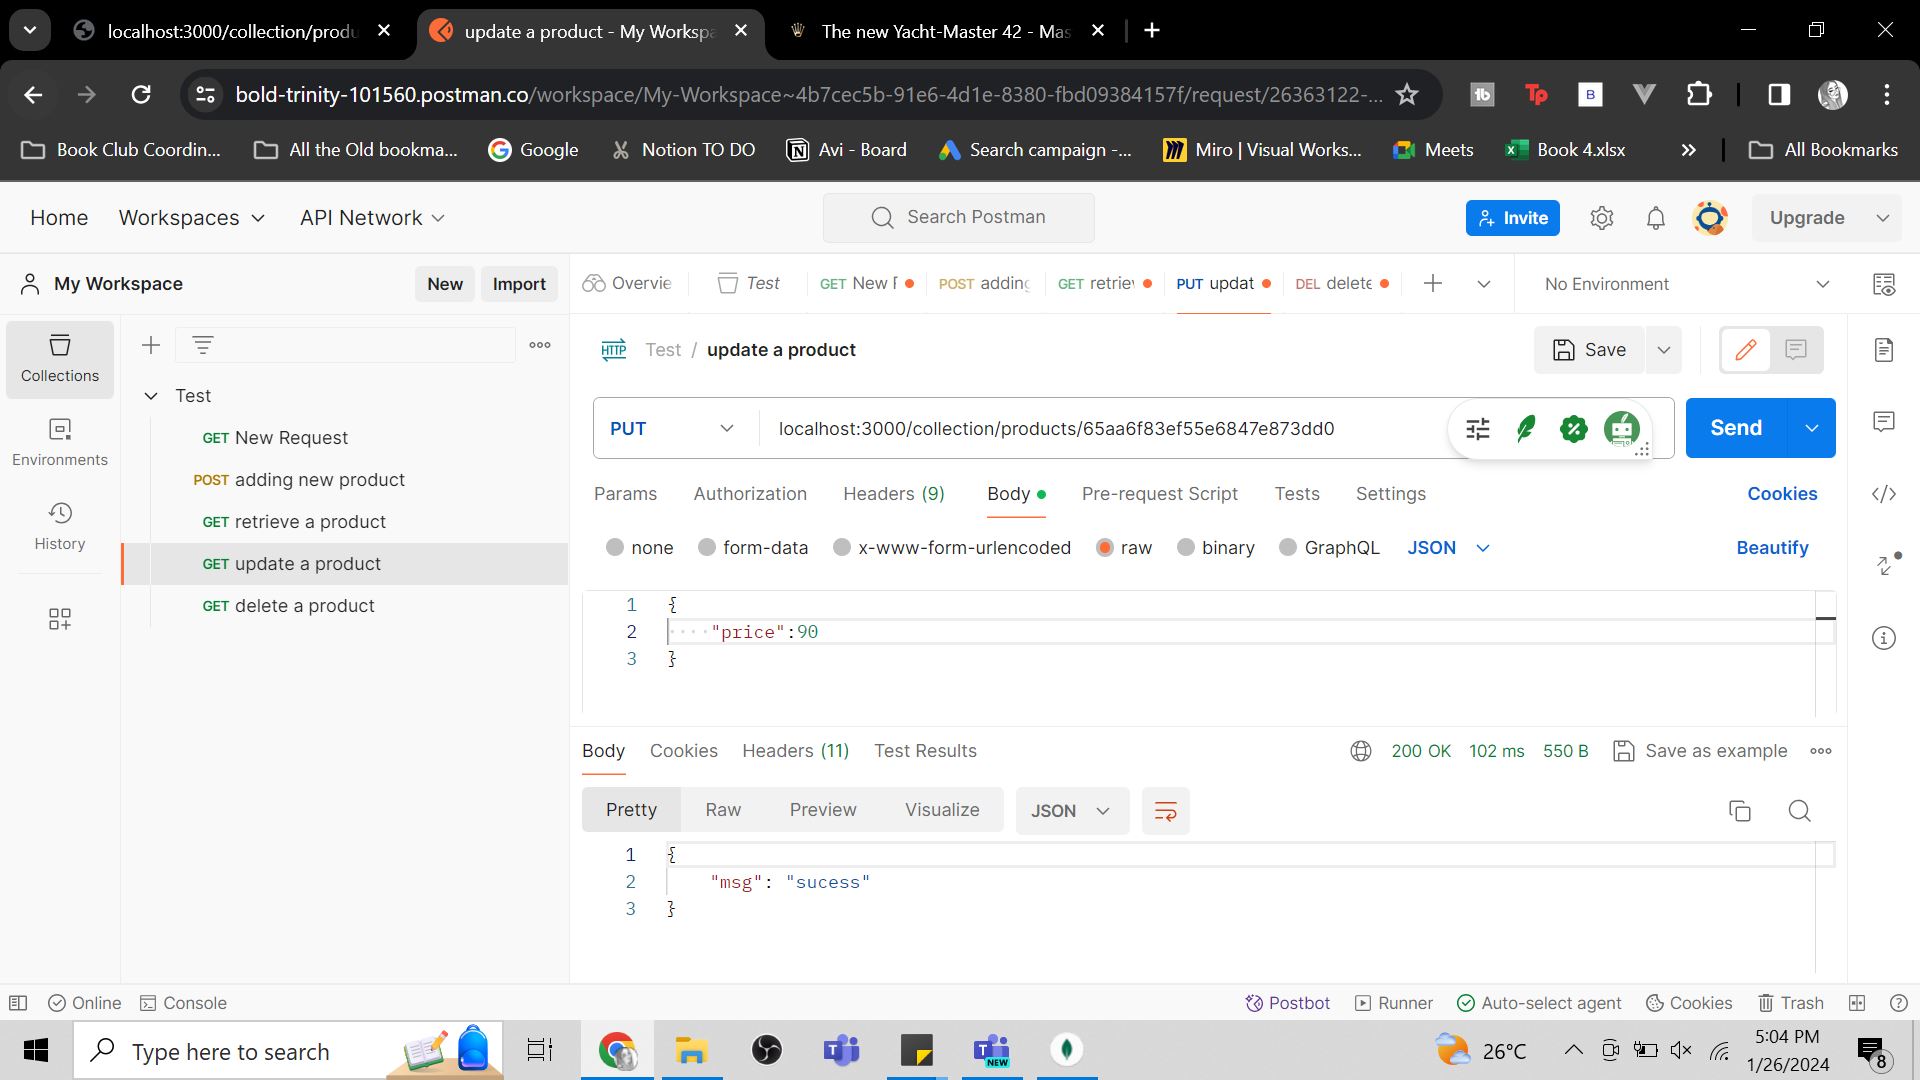 localhost:3000/collection/produ
update a product - My Workspa
The new Yacht-Master 42 - Mas
bold-trinity-101560.postman.co/workspace/My-Workspace~4b7cec5b-91e6-4d1e-8380-fbd09384157f/request/26363122-...
Book Club Coordin... All the Old bookma... Google Notion TO DO Avi - Board Search campaign -... Miro | Visual Works... Meets Book 4.xlsx » All Bookmarks
Home Workspaces API Network Search Postman Invite Upgrade
My Workspace New Import Overvie Test GET New F POST adding GET retriev PUT updat DEL delete No Environment
Collections
Environments
History
Test
GET New Request
POST adding new product
GET retrieve a product
GET update a product
GET delete a product
HTTP Test / update a product Save
PUT localhost:3000/collection/products/65aa6f83ef55e6847e873dd0 Send
Params Authorization Headers (9) Body Pre-request Script Tests Settings Cookies
none form-data x-www-form-urlencoded raw binary GraphQL JSON Beautify
1 {
2 "price":90
3 }
Body Cookies Headers (11) Test Results 200 OK 102 ms 550 B Save as example
Pretty Raw Preview Visualize JSON
1 {
2 "msg": "sucess"
3 }
Online Console Postbot Runner Auto-select agent Cookies Trash
Type here to search NEW 26°C 5:04 PM
1/26/2024
8